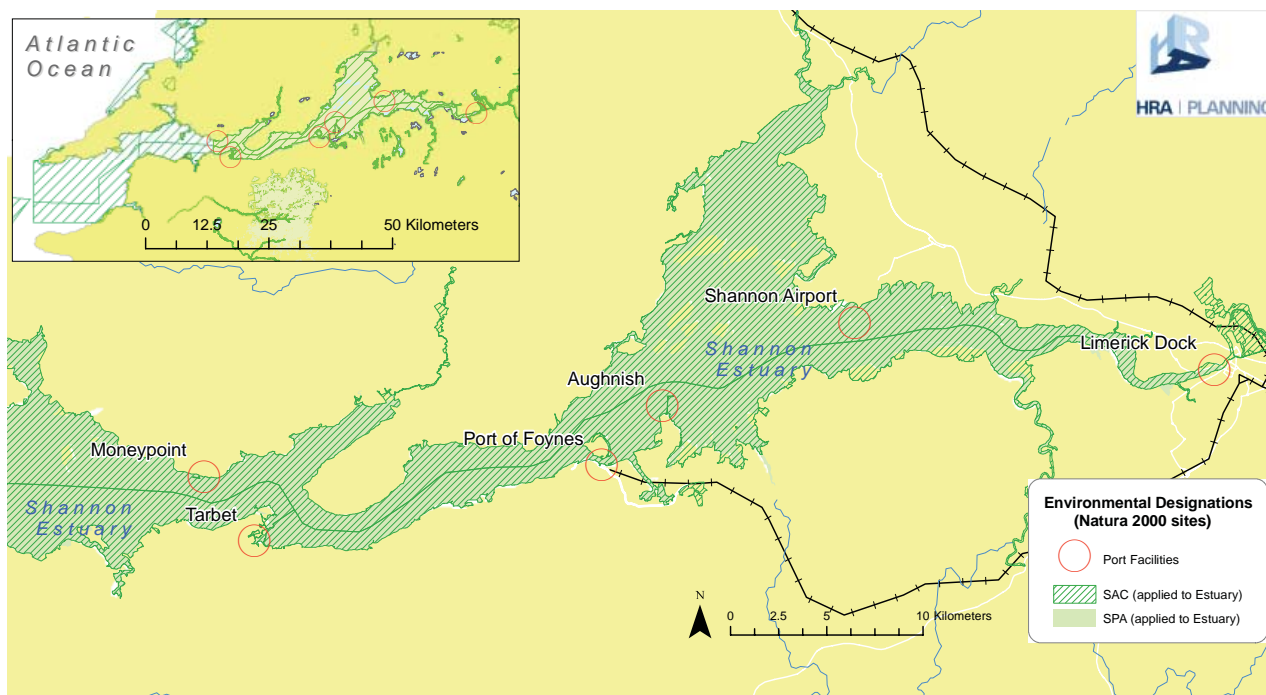 Atlantic
Ocean
0 12.5 25 50 Kilometers
HRA | PLANNING
Shannon Airport
Shannon
Estuary
Limerick Dock
Aughnish
Port of Foynes
Moneypoint
Shannon
Estuary
Tarbet
N
0 2.5 5 10 Kilometers
Environmental Designations
(Natura 2000 sites)
Port Facilities
SAC (applied to Estuary)
SPA (applied to Estuary)